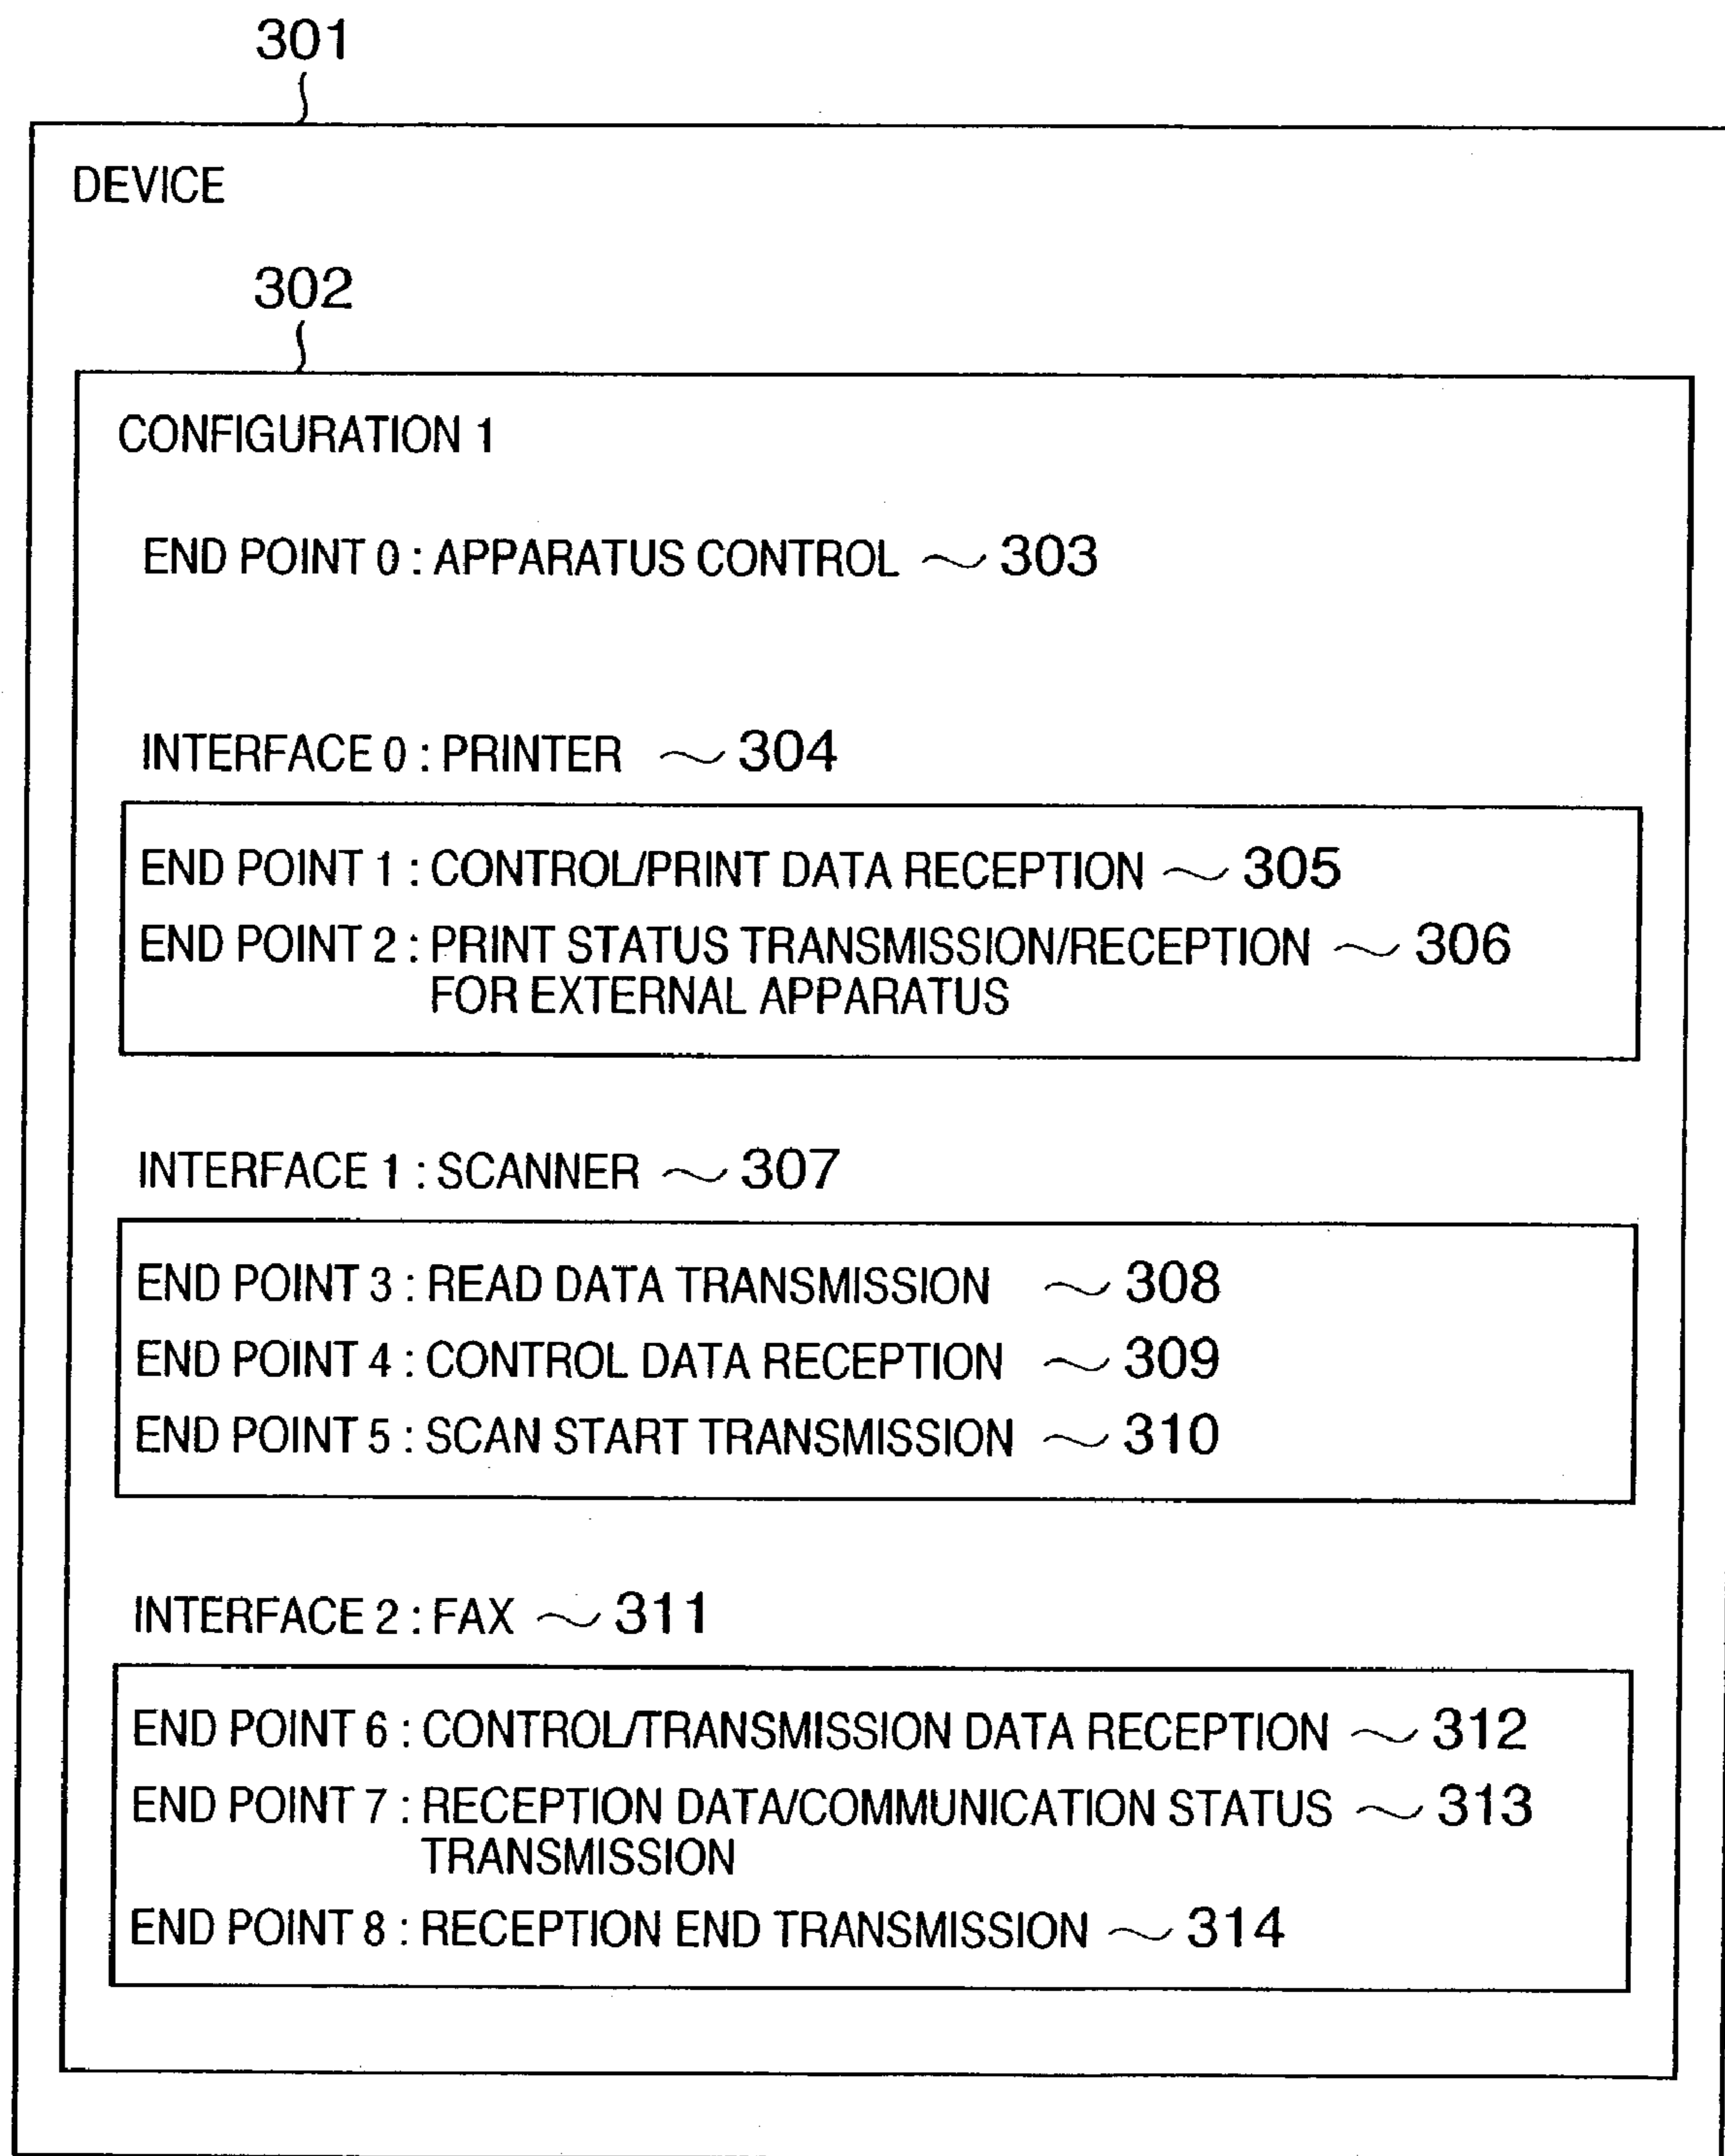 301
DEVICE
302
CONFIGURATION 1
END POINT 0 : APPARATUS CONTROL ~ 303
INTERFACE 0 : PRINTER ~ 304
END POINT 1 : CONTROL/PRINT DATA RECEPTION ~ 305
END POINT 2 : PRINT STATUS TRANSMISSION/RECEPTION ~ 306
FOR EXTERNAL APPARATUS
INTERFACE 1 : SCANNER ~ 307
END POINT 3 : READ DATA TRANSMISSION ~ 308
END POINT 4 : CONTROL DATA RECEPTION ~ 309
END POINT 5 : SCAN START TRANSMISSION ~ 310
INTERFACE 2 : FAX ~ 311
END POINT 6 : CONTROL/TRANSMISSION DATA RECEPTION ~ 312
END POINT 7 : RECEPTION DATA/COMMUNICATION STATUS ~ 313
TRANSMISSION
END POINT 8 : RECEPTION END TRANSMISSION ~ 314